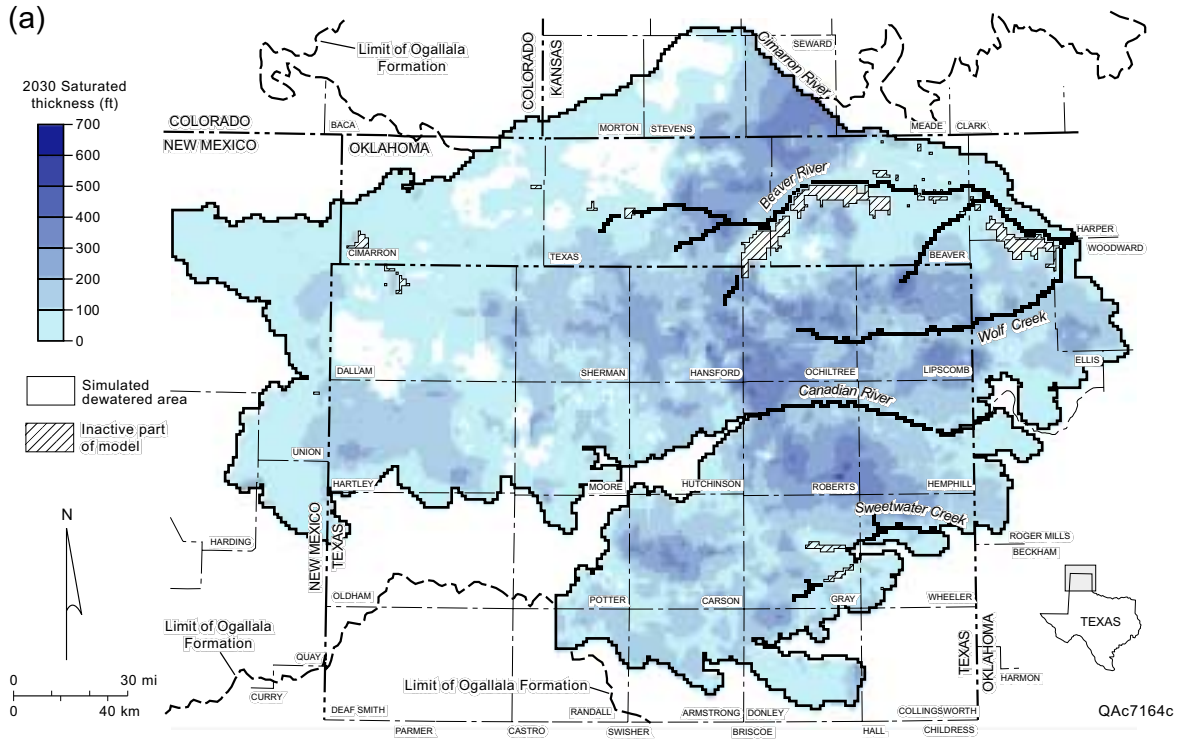 (a)
Limit of Ogallala
Formation
2030 Saturated
thickness (ft)
700
600
500
400
300
200
100
0
Simulated
dewatered area
Inactive part
of model
COLORADO
NEW MEXICO
OKLAHOMA
COLORADO
KANSAS
BACA
MORTON
STEVENS
SEWARD
MEADE
CLARK
Cimarron River
Beaver River
CIMARRON
TEXAS
BEAVER
HARPER
WOODWARD
Wolf Creek
ELLIS
DALLAM
SHERMAN
HANSFORD
OCHILTREE
LIPSCOMB
Canadian River
UNION
HARTLEY
MOORE
HUTCHINSON
ROBERTS
HEMPHILL
Sweetwater Creek
N
HARDING
NEW MEXICO
TEXAS
ROGER MILLS
BECKHAM
OLDHAM
POTTER
CARSON
GRAY
WHEELER
TEXAS
Limit of Ogallala
Formation
QUAY
CURRY
Limit of Ogallala Formation
TEXAS
OKLAHOMA
HARMON
0 30 mi
0 40 km
DEAF SMITH
RANDALL
ARMSTRONG
DONLEY
COLLINGSWORTH
QAc7164c
PARMER
CASTRO
SWISHER
BRISCOE
HALL
CHILDRESS